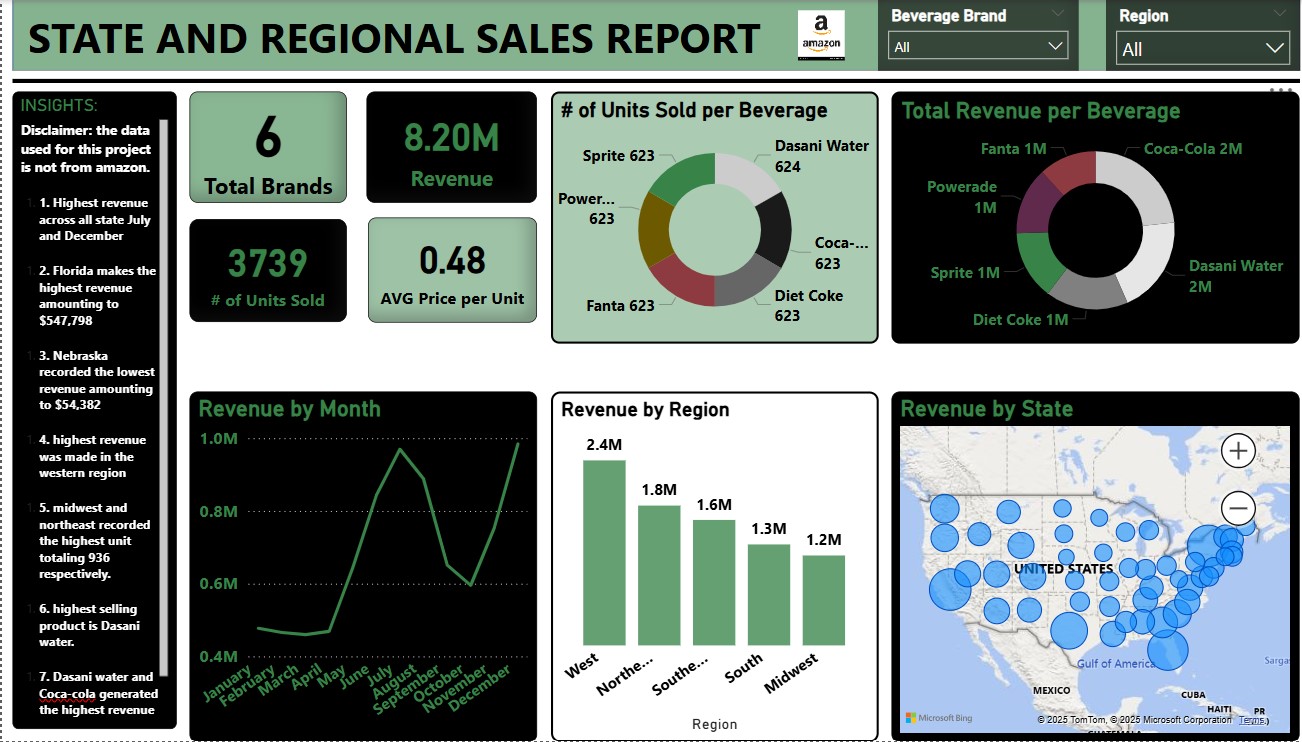 STATE AND REGIONAL SALES REPORT
a
amazon
Beverage Brand
All
Region
All
INSIGHTS:
Disclaimer: the data
used for this project
is not from amazon.
1. Highest revenue
across all state July
and December
2. Florida makes the
highest revenue
amounting to
$547,798
3. Nebraska
recorded the lowest
revenue amounting
to $54,382
4. highest revenue
was made in the
western region
5. midwest and
northeast recorded
the highest unit
totaling 936
respectively.
6. highest selling
product is Dasani
water.
7. Dasani water and
Coca-cola generated
the highest revenue
6
Total Brands
8.20M
Revenue
3739
# of Units Sold
0.48
AVG Price per Unit
# of Units Sold per Beverage
Sprite 623
Dasani Water
624
Power...
623
Coca-...
623
Fanta 623
Diet Coke
623
Total Revenue per Beverage
Fanta 1M
Coca-Cola 2M
Powerade
1M
Sprite 1M
Dasani Water
2M
Diet Coke 1M
Revenue by Month
1.0M
0.8M
0.6M
0.4M
January
February
March
April
May
June
July
August
September
October
November
December
Revenue by Region
2.4M
1.8M
1.6M
1.3M
1.2M
West
Northe...
Southe...
South
Midwest
Region
Revenue by State
+
−
UNITED STATES
Gulf of America
Sarga
MEXICO
CUBA
HAITI
PR
Microsoft Bing
© 2025 TomTom, © 2025 Microsoft Corporation Terms
GUATEMALA